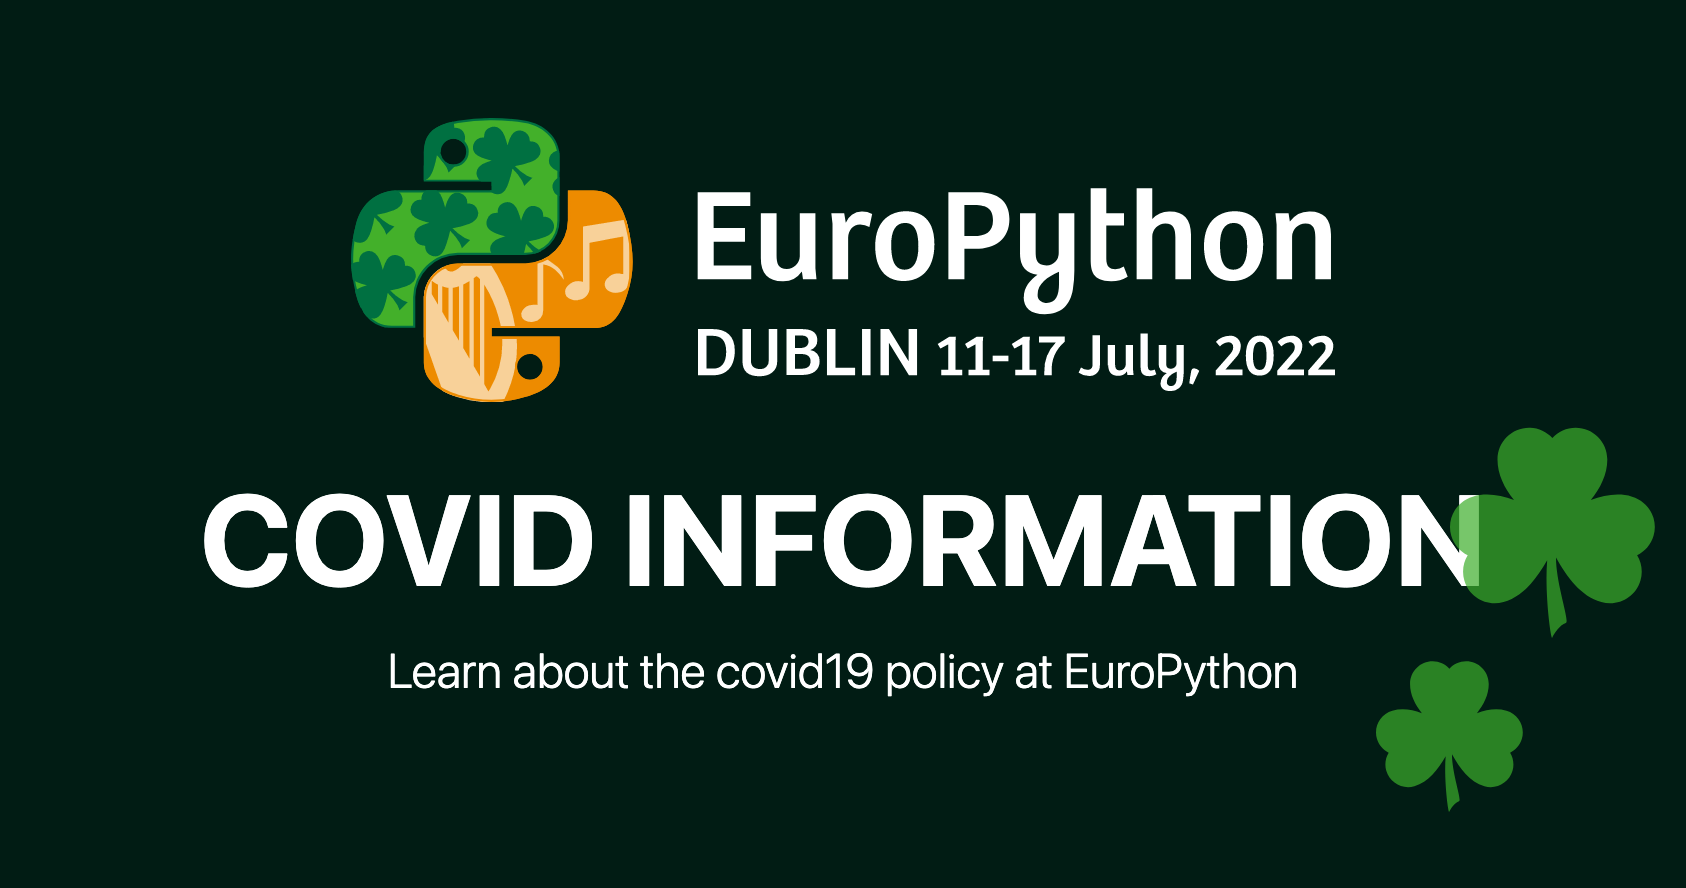 EuroPython
DUBLIN 11-17 July, 2022
COVID INFORMATION
Learn about the covid19 policy at EuroPython